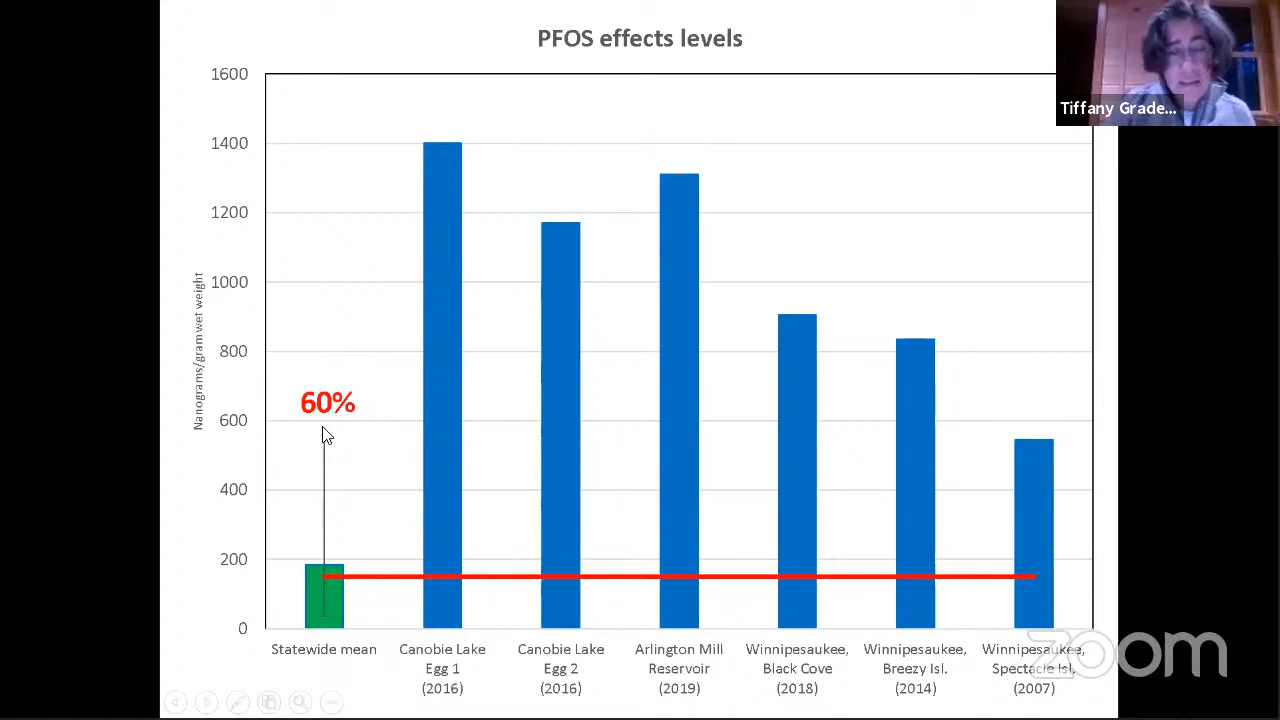 PFOS effects levels
Tiffany Grade...
Nanograms/gram wet weight
1600
1400
1200
1000
800
600
400
200
0
60%
Statewide mean
Canobie Lake
Egg 1
(2016)
Canobie Lake
Egg 2
(2016)
Arlington Mill
Reservoir
(2019)
Winnipesaukee,
Black Cove
(2018)
Winnipesaukee,
Breezy Isl.
(2014)
Winnipesaukee,
Spectacle Isl,
(2007)
zoom